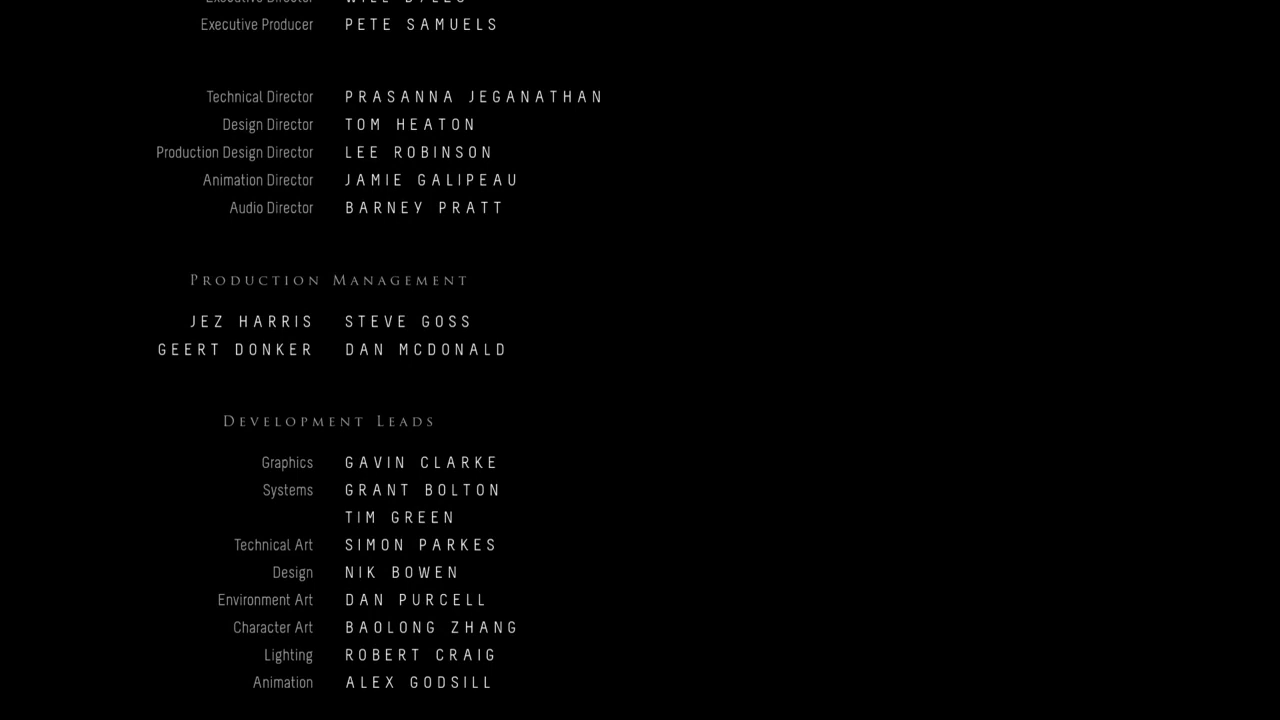 Executive Producer PETE SAMUELS
Technical Director PRASANNA JEGANATHAN
Design Director TOM HEATON
Production Design Director LEE ROBINSON
Animation Director JAMIE GALIPEAU
Audio Director BARNEY PRATT
PRODUCTION MANAGEMENT
JEZ HARRIS STEVE GOSS
GEERT DONKER DAN MCDONALD
DEVELOPMENT LEADS
Graphics GAVIN CLARKE
Systems GRANT BOLTON
TIM GREEN
Technical Art SIMON PARKES
Design NIK BOWEN
Environment Art DAN PURCELL
Character Art BAOLONG ZHANG
Lighting ROBERT CRAIG
Animation ALEX GODSILL